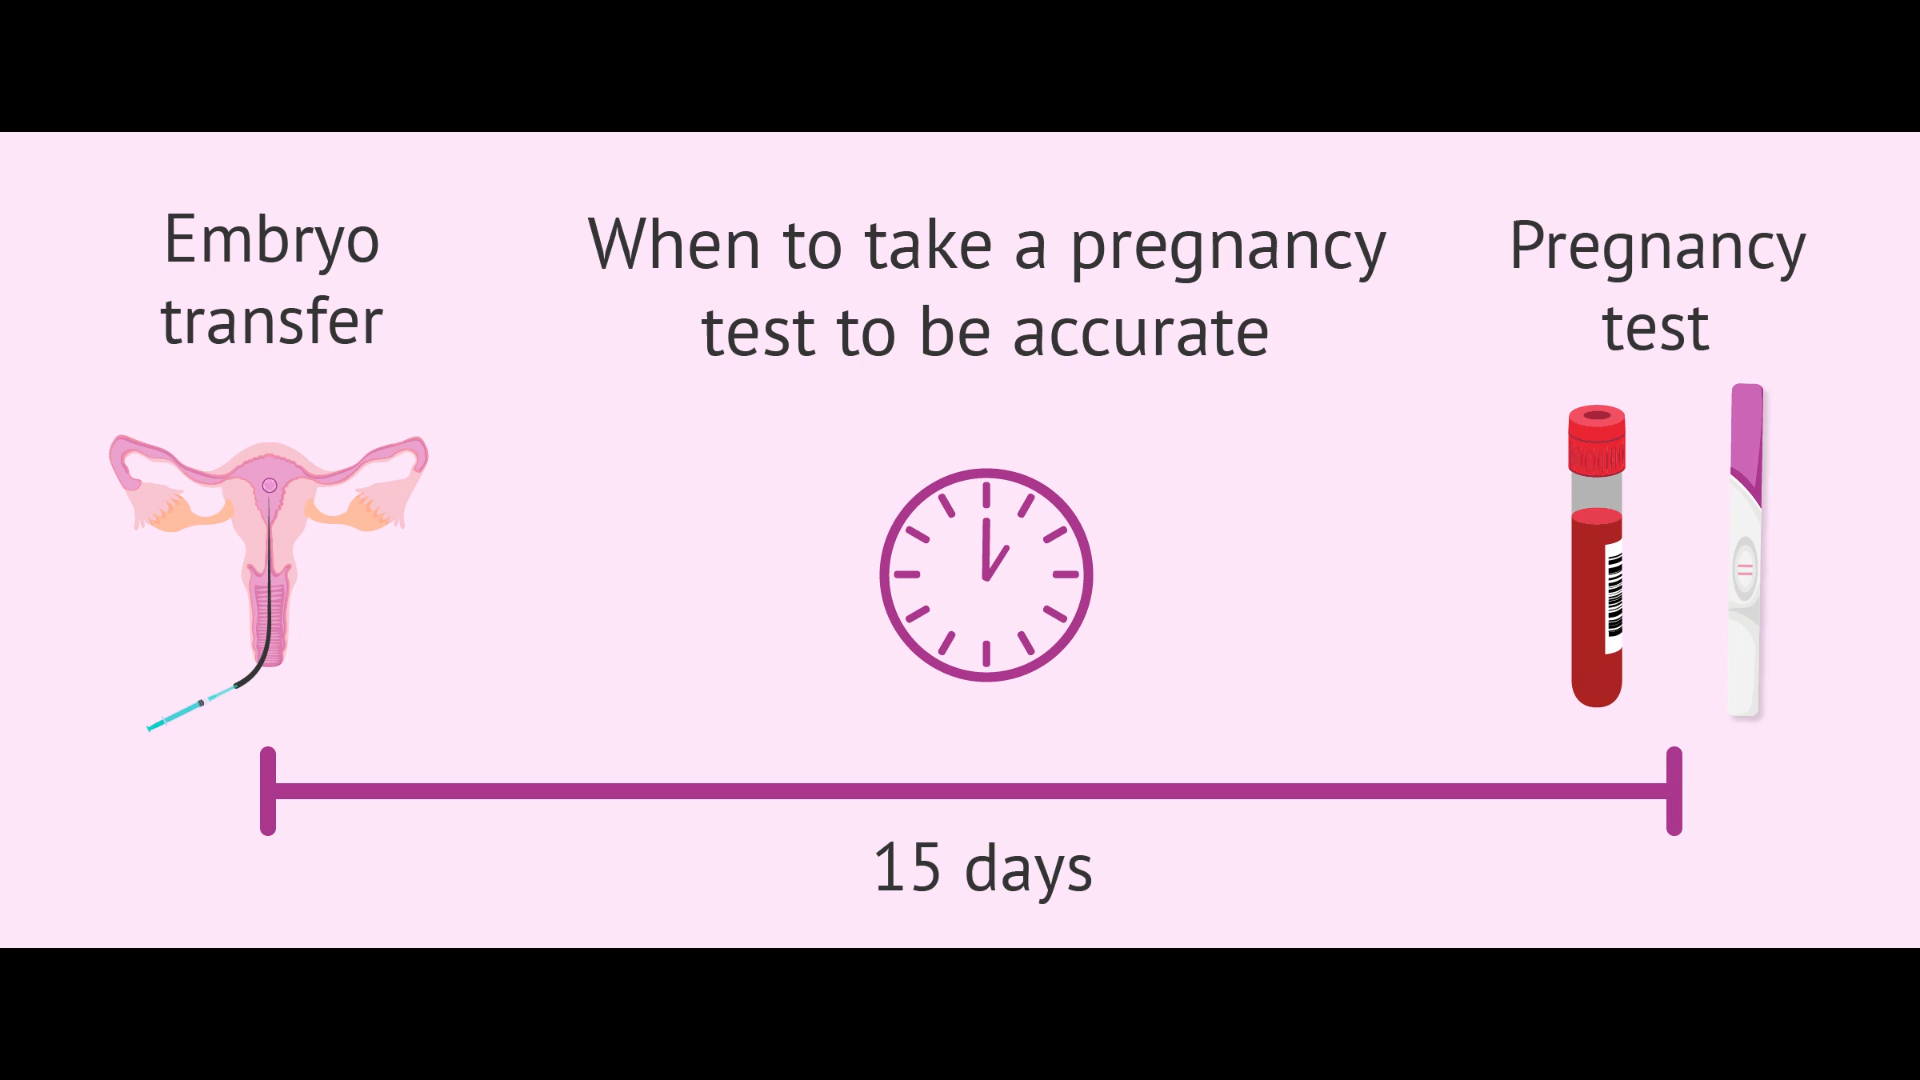 Embryo
transfer
When to take a pregnancy
test to be accurate
Pregnancy
test
15 days